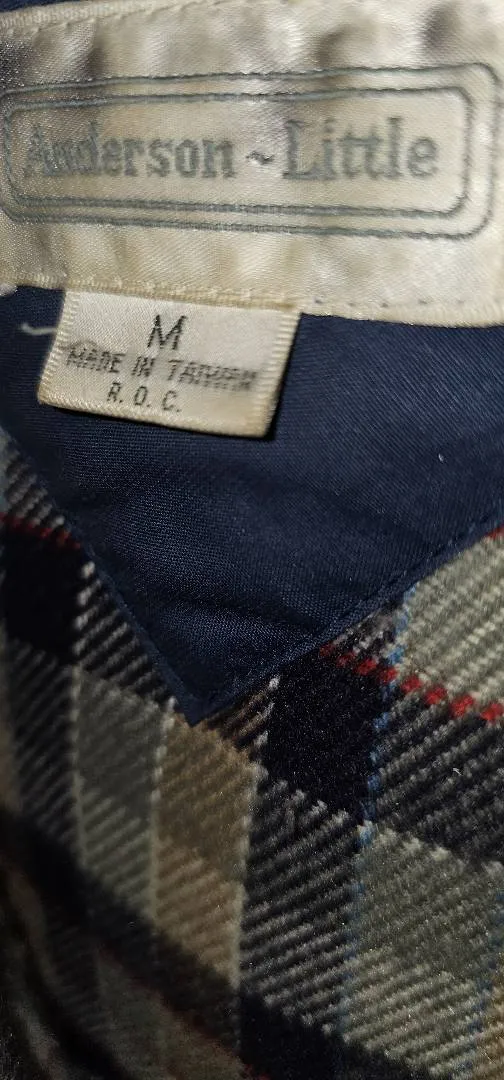 Anderson ~ Little
M
MADE IN TAIWAN
R. O. C.